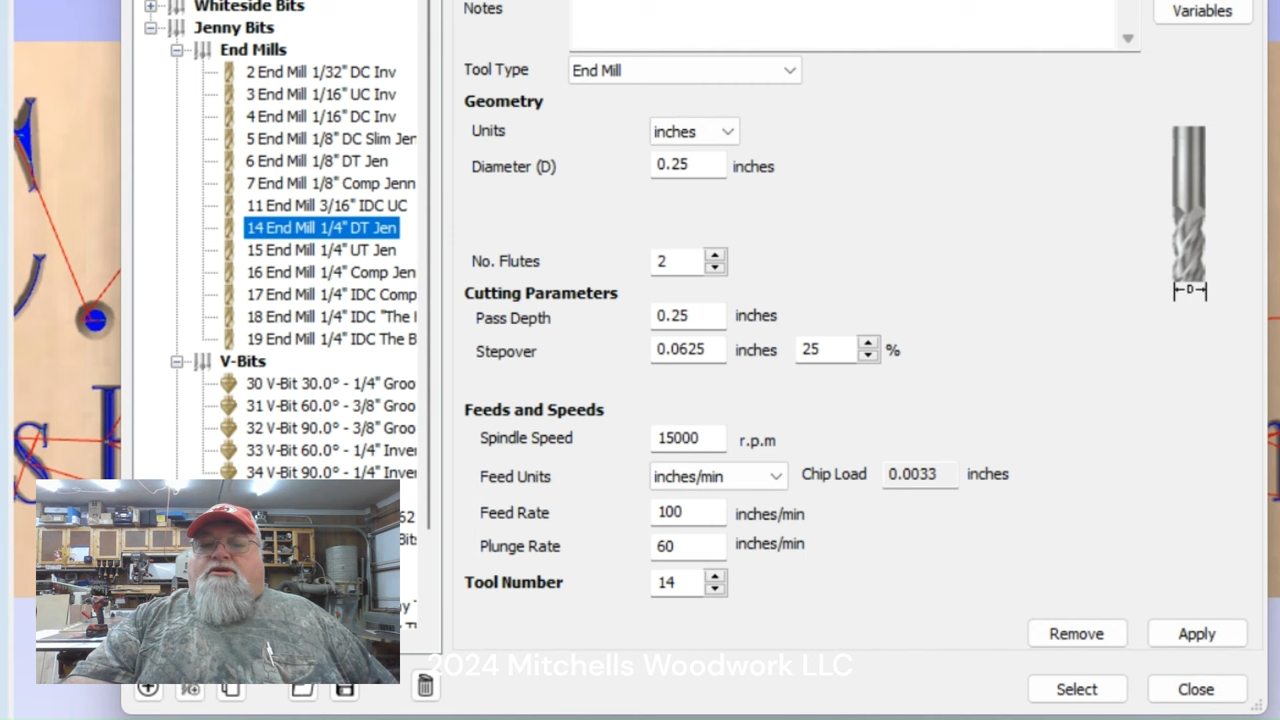 Whiteside Bits
Jenny Bits
End Mills
2 End Mill 1/32" DC Inv
3 End Mill 1/16" UC Inv
4 End Mill 1/16" DC Inv
5 End Mill 1/8" DC Slim Jen
6 End Mill 1/8" DT Jen
7 End Mill 1/8" Comp Jenn
11 End Mill 3/16" IDC UC
14 End Mill 1/4" DT Jen
15 End Mill 1/4" UT Jen
16 End Mill 1/4" Comp Jen
17 End Mill 1/4" IDC Comp
18 End Mill 1/4" IDC "The
19 End Mill 1/4" IDC The B
V-Bits
30 V-Bit 30.0° - 1/4" Groo
31 V-Bit 60.0° - 3/8" Groo
32 V-Bit 90.0° - 3/8" Groo
33 V-Bit 60.0° - 1/4" Inver
34 V-Bit 90.0° - 1/4" Inve
Notes
Variables
Tool Type End Mill
Geometry
Units inches
Diameter (D) 0.25 inches
D
No. Flutes 2
Cutting Parameters
Pass Depth 0.25 inches
Stepover 0.0625 inches 25 %
Feeds and Speeds
Spindle Speed 15000 r.p.m
Feed Units inches/min Chip Load 0.0033 inches
Feed Rate 100 inches/min
Plunge Rate 60 inches/min
Tool Number 14
Remove Apply
2024 Mitchells Woodwork LLC
Select Close